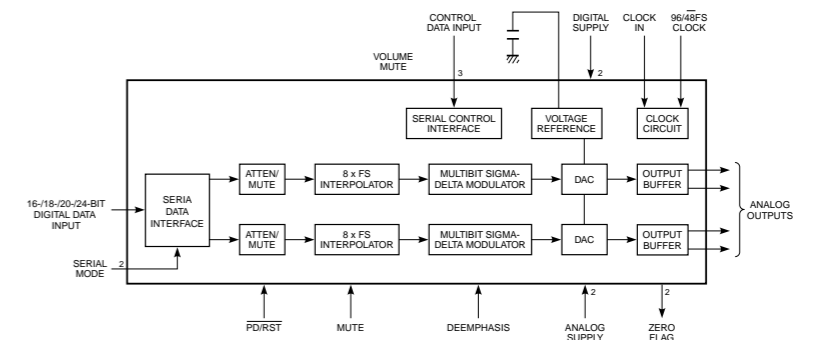 CONTROL
DATA INPUT
DIGITAL
SUPPLY
CLOCK
IN
96/48FS
CLOCK
VOLUME
MUTE
3
2
SERIAL CONTROL
INTERFACE
VOLTAGE
REFERENCE
CLOCK
CIRCUIT
16-/18-/20-/24-BIT
DIGITAL DATA
INPUT
SERIA
DATA
INTERFACE
ATTEN/
MUTE
8 x FS
INTERPOLATOR
MULTIBIT SIGMA-
DELTA MODULATOR
DAC
OUTPUT
BUFFER
ATTEN/
MUTE
8 x FS
INTERPOLATOR
MULTIBIT SIGMA-
DELTA MODULATOR
DAC
OUTPUT
BUFFER
ANALOG
OUTPUTS
SERIAL
MODE
2
PD/RST
MUTE
DEEMPHASIS
2
ANALOG
SUPPLY
2
ZERO
FLAG